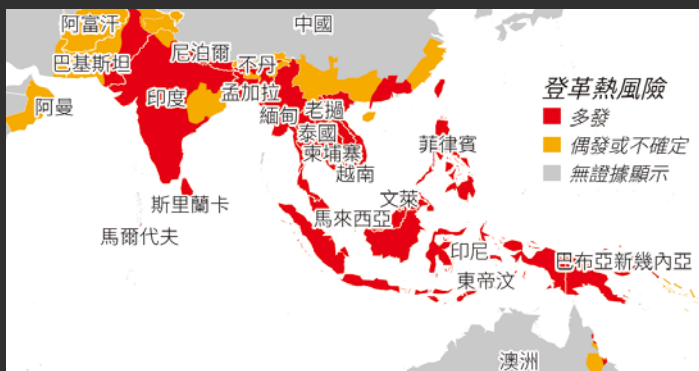 中國
阿富汗
尼泊爾
巴基斯坦
不丹
孟加拉
印度
阿曼
緬甸
老撾
泰國
柬埔寨
越南
菲律賓
斯里蘭卡
文萊
馬來西亞
馬爾代夫
印尼
巴布亞新幾內亞
東帝汶
澳洲
登革熱風險
多發
偶發或不確定
無證據顯示